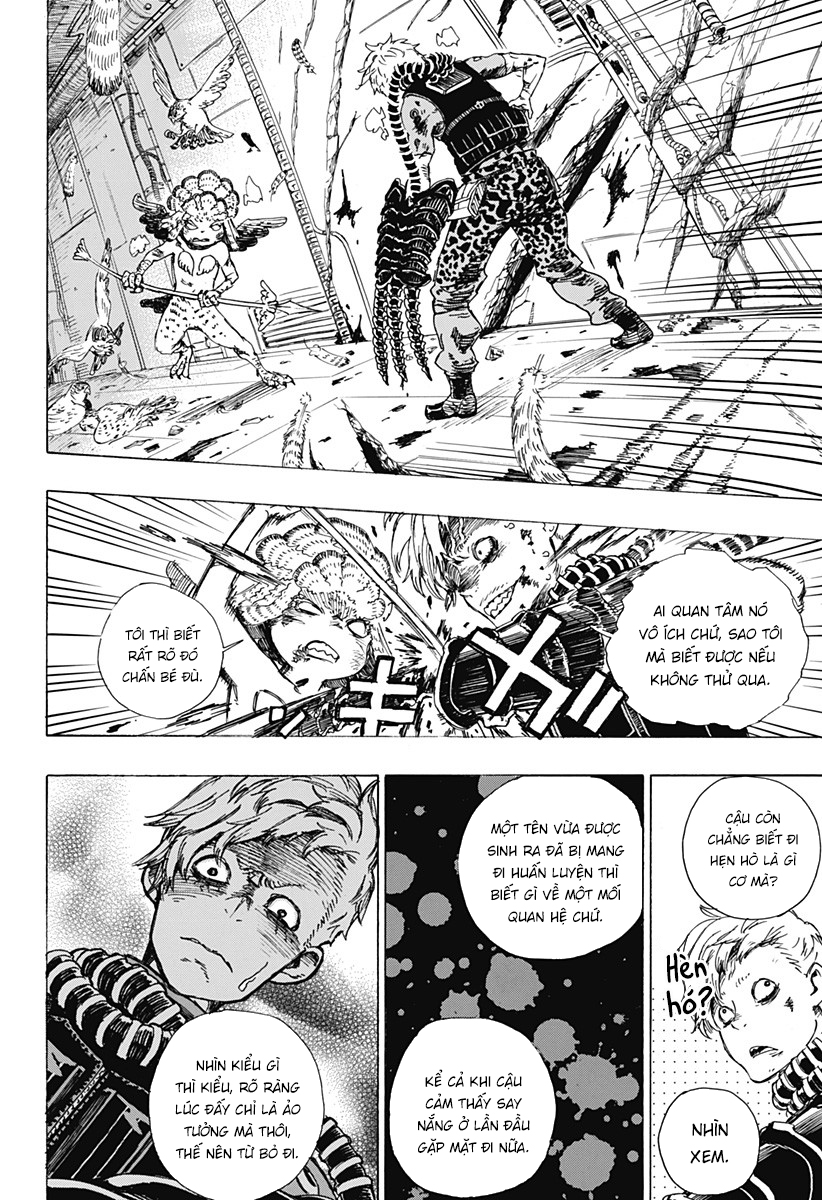 AI QUAN TÂM NÓ
VÔ ÍCH CHỨ, SAO TÔI
MÀ BIẾT ĐƯỢC NẾU
KHÔNG THỬ QUA.
TÔI THÌ BIẾT
RẤT RÕ ĐÓ
CHẤN BÉ ĐÙ.
CẬU CÒN
CHẲNG BIẾT ĐI
HẸN HÒ LÀ GÌ
CƠ MÀ?
Hèn
hó?
NHÌN
XEM.
MỘT TÊN VỪA ĐƯỢC
SINH RA ĐÃ BỊ MANG
ĐI HUẤN LUYỆN THÌ
BIẾT GÌ VỀ MỘT MỐI
QUAN HỆ CHỨ.
KỂ CẢ KHI CẬU
CẢM THẤY SAY
NẮNG Ở LẦN ĐẦU
GẶP MẶT ĐI NỮA.
NHÌN KIỂU GÌ
THÌ KIỂU, RÕ RÀNG
LÚC ĐẤY CHỈ LÀ ẢO
TƯỞNG MÀ THÔI,
THẾ NÊN TỪ BỎ ĐI.